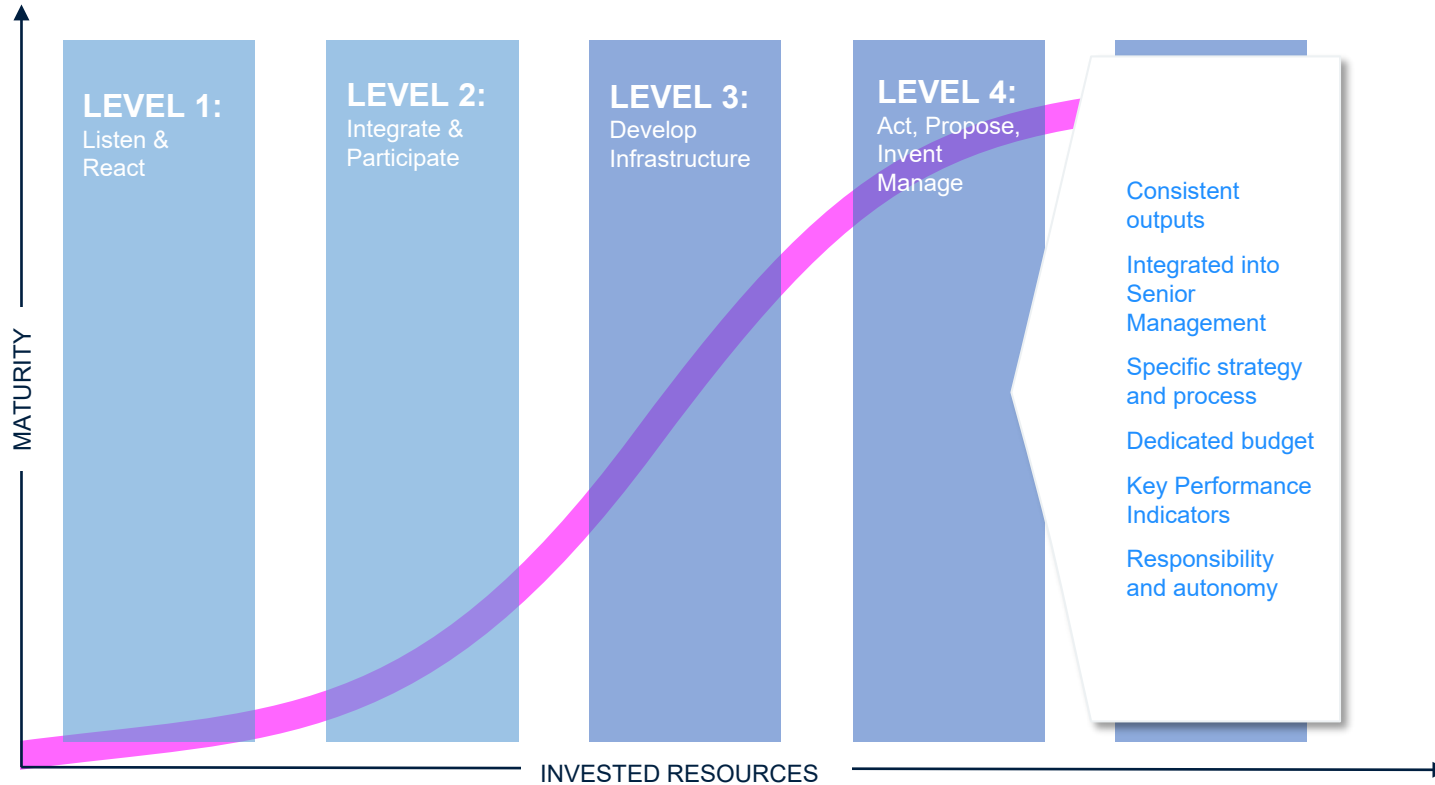 LEVEL 1:
Listen &
React
LEVEL 2:
Integrate &
Participate
LEVEL 3:
Develop
Infrastructure
LEVEL 4:
Act, Propose,
Invent
Manage
Consistent
outputs
Integrated into
Senior
Management
Specific strategy
and process
Dedicated budget
Key Performance
Indicators
Responsibility
and autonomy
MATURITY
INVESTED RESOURCES